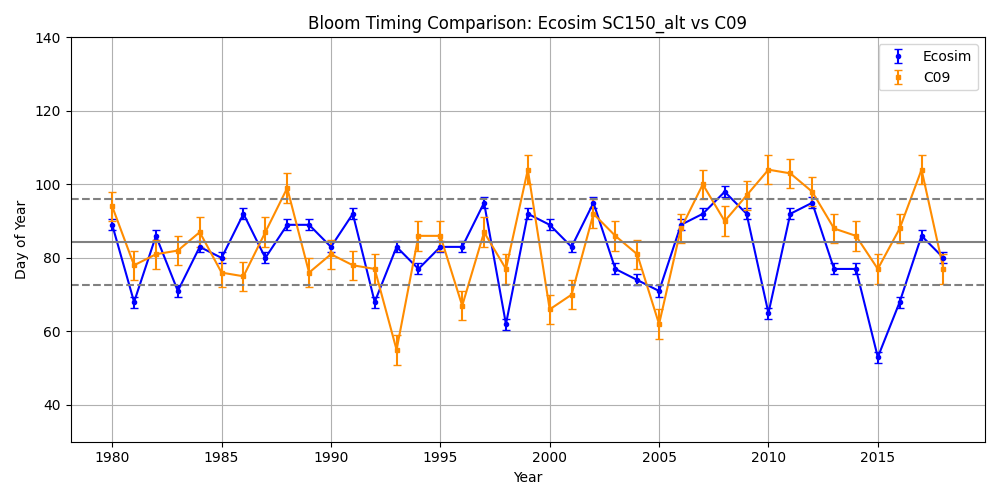 Bloom Timing Comparison: Ecosim SC150_alt vs C09
Ecosim
C09
Day of Year
140
120
100
80
60
40
1980
1985
1990
1995
2000
2005
2010
2015
Year